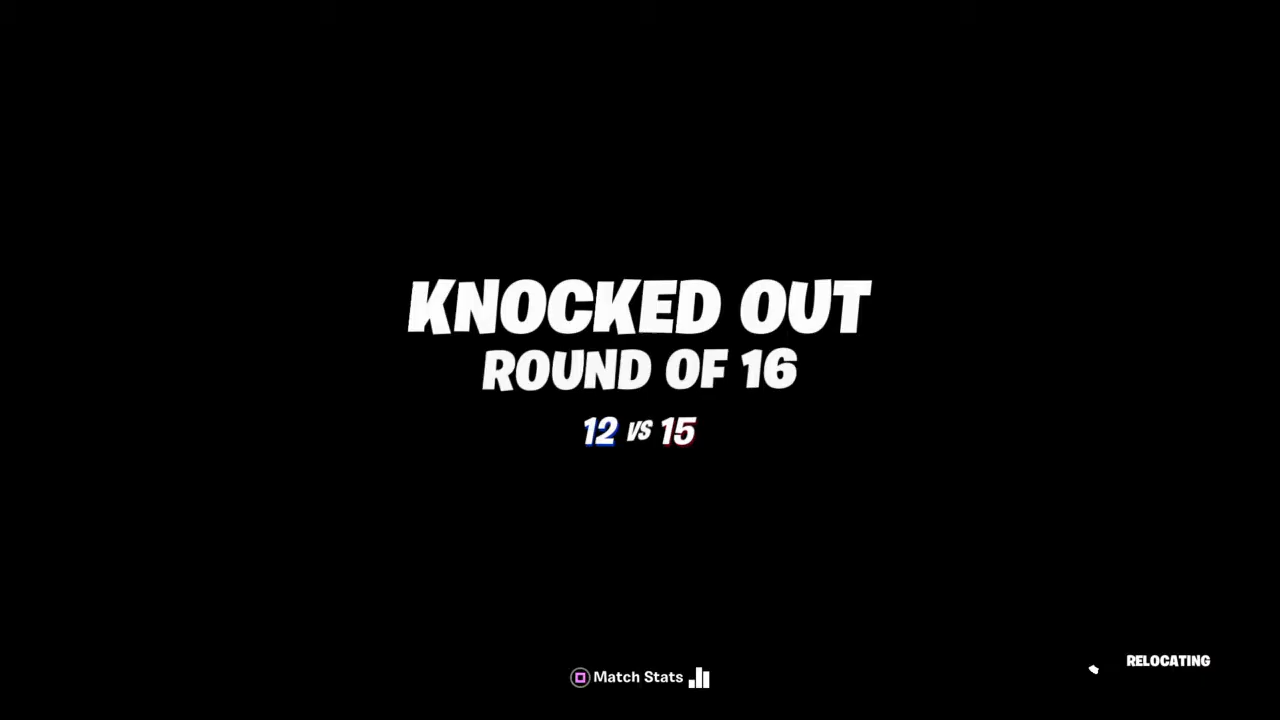 KNOCKED OUT
ROUND OF 16
12 VS 15
Match Stats
RELOCATING